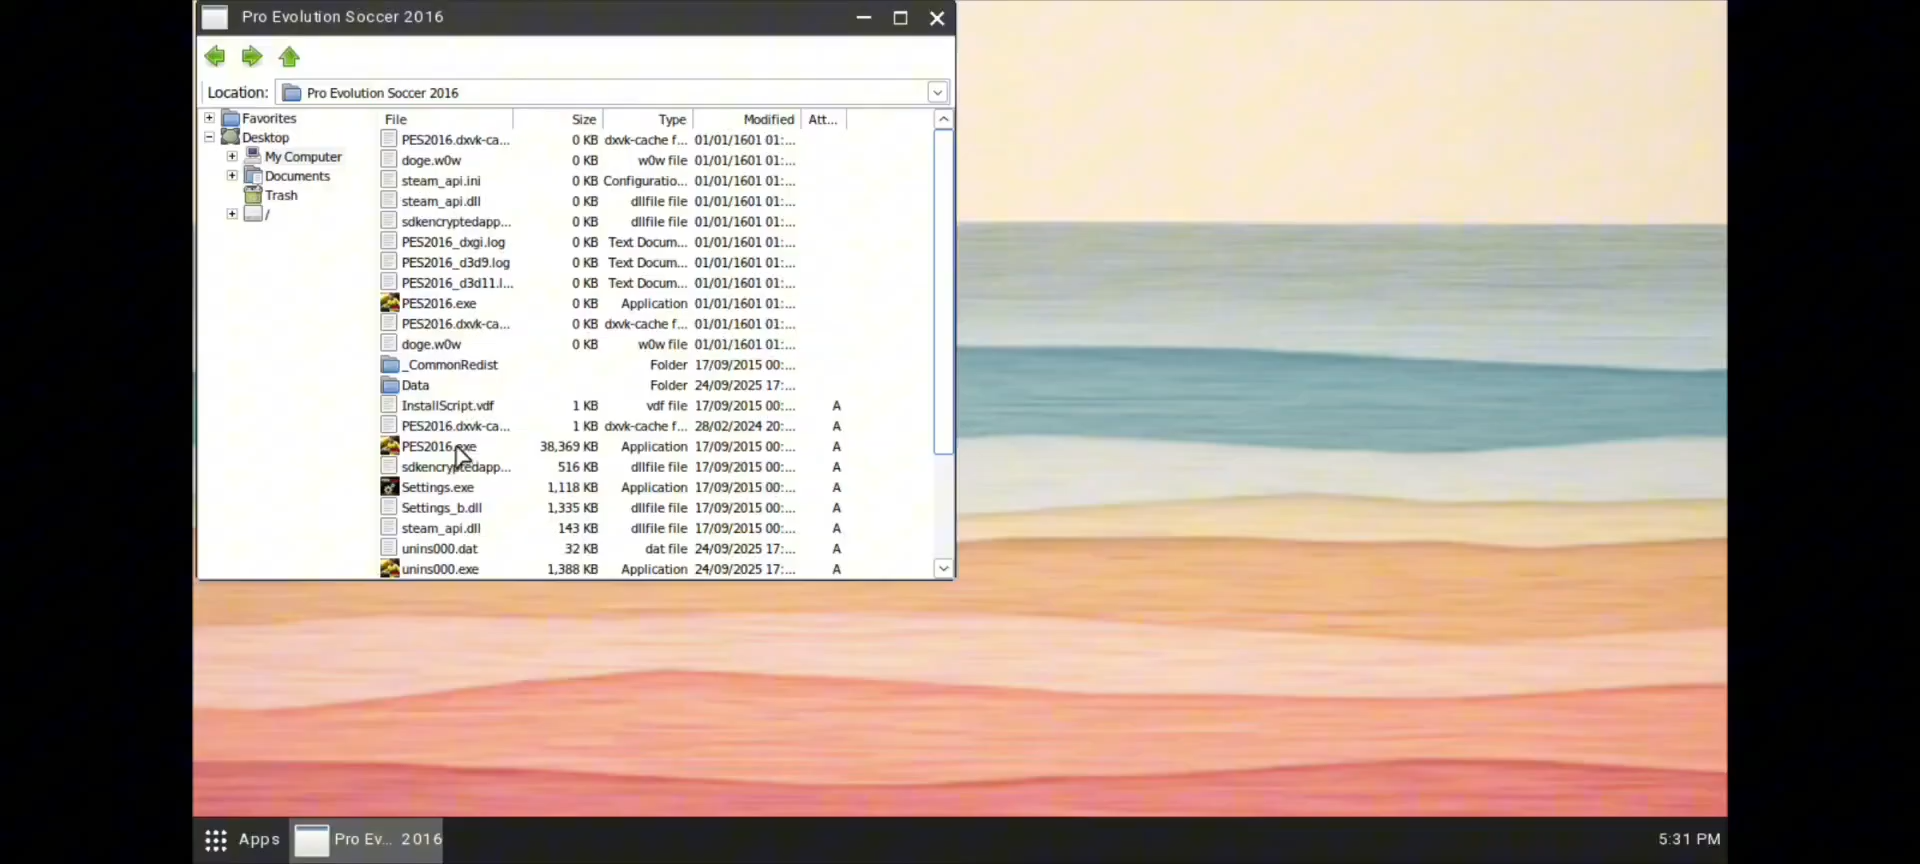 Pro Evolution Soccer 2016
Location: Pro Evolution Soccer 2016
Favorites
Desktop
My Computer
Documents
Trash
/
File Size Type Modified Att...
PES2016.dxvk-ca... 0 KB dxvk-cache f... 01/01/1601 01:...
doge.w0w 0 KB w0w file 01/01/1601 01:...
steam_api.ini 0 KB Configuratio... 01/01/1601 01:...
steam_api.dll 0 KB dllfile file 01/01/1601 01:...
sdkencryptedapp... 0 KB dllfile file 01/01/1601 01:...
PES2016_dxgi.log 0 KB Text Docum... 01/01/1601 01:...
PES2016_d3d9.log 0 KB Text Docum... 01/01/1601 01:...
PES2016_d3d11.l... 0 KB Text Docum... 01/01/1601 01:...
PES2016.exe 0 KB Application 01/01/1601 01:...
PES2016.dxvk-ca... 0 KB dxvk-cache f... 01/01/1601 01:...
doge.w0w 0 KB w0w file 01/01/1601 01:...
_CommonRedist Folder 17/09/2015 00:...
Data Folder 24/09/2025 17:...
InstallScript.vdf 1 KB vdf file 17/09/2015 00:... A
PES2016.dxvk-ca... 1 KB dxvk-cache f... 28/02/2024 20:... A
PES2016.exe 38,369 KB Application 17/09/2015 00:... A
sdkencryptedapp... 516 KB dllfile file 17/09/2015 00:... A
Settings.exe 1,118 KB Application 17/09/2015 00:... A
Settings_b.dll 1,335 KB dllfile file 17/09/2015 00:... A
steam_api.dll 143 KB dllfile file 17/09/2015 00:... A
unins000.dat 32 KB dat file 24/09/2025 17:... A
unins000.exe 1,388 KB Application 24/09/2025 17:... A
Apps Pro Ev... 2016 5:31 PM